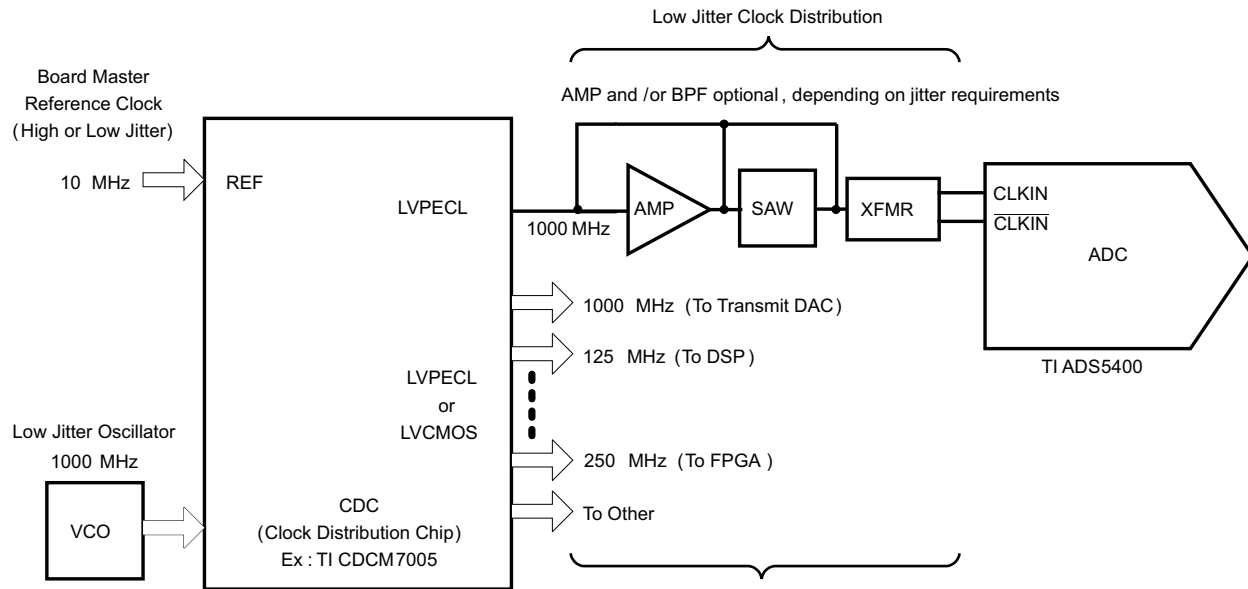 Low Jitter Clock Distribution
AMP and /or BPF optional, depending on jitter requirements
Board Master
Reference Clock
(High or Low Jitter)
10 MHz
REF
LVPECL
1000 MHz
AMP
SAW
XFMR
CLKIN
CLKIN
ADC
TI ADS5400
1000 MHz (To Transmit DAC)
125 MHz (To DSP)
LVPECL
or
LVCMOS
250 MHz (To FPGA)
To Other
Low Jitter Oscillator
1000 MHz
VCO
CDC
(Clock Distribution Chip)
Ex : TI CDCM7005